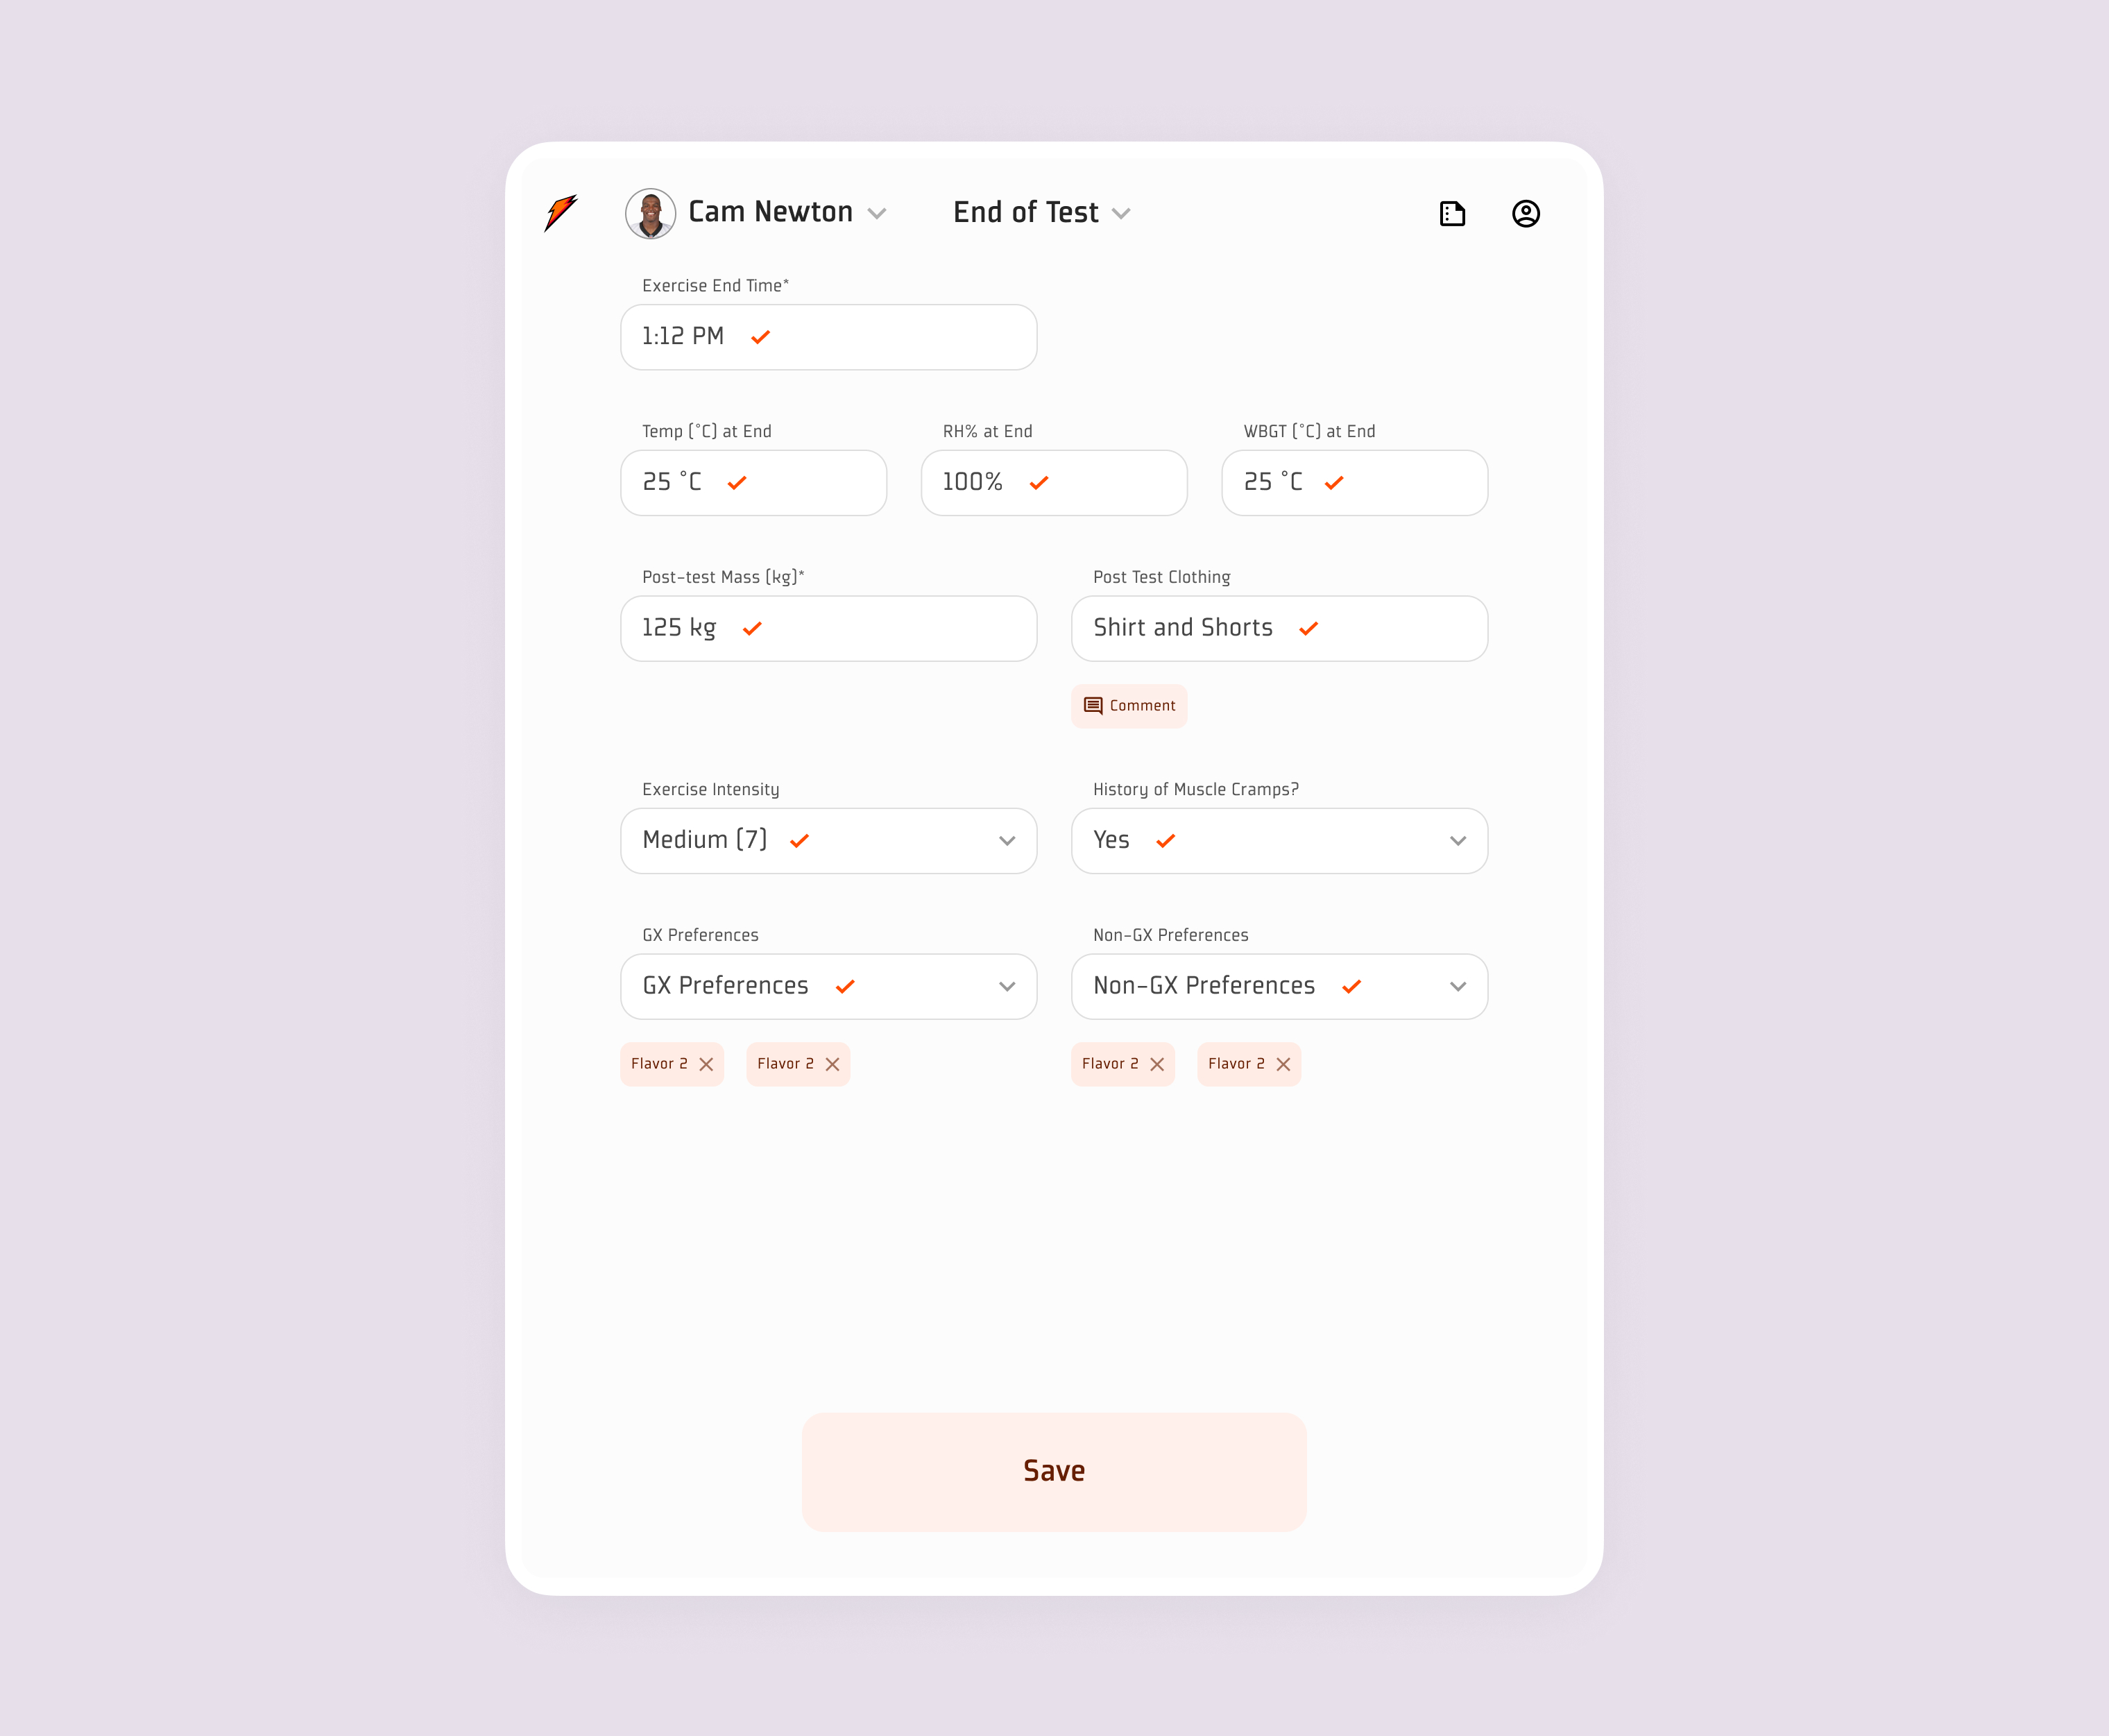 Cam Newton
End of Test
Exercise End Time*
1:12 PM
Temp (°C) at End
RH% at End
WBGT (°C) at End
25 °C
100%
25 °C
Post-test Mass (kg)*
Post Test Clothing
125 kg
Shirt and Shorts
Comment
Exercise Intensity
History of Muscle Cramps?
Medium (7)
Yes
GX Preferences
Non-GX Preferences
GX Preferences
Non-GX Preferences
Flavor 2
Flavor 2
Flavor 2
Flavor 2
Save